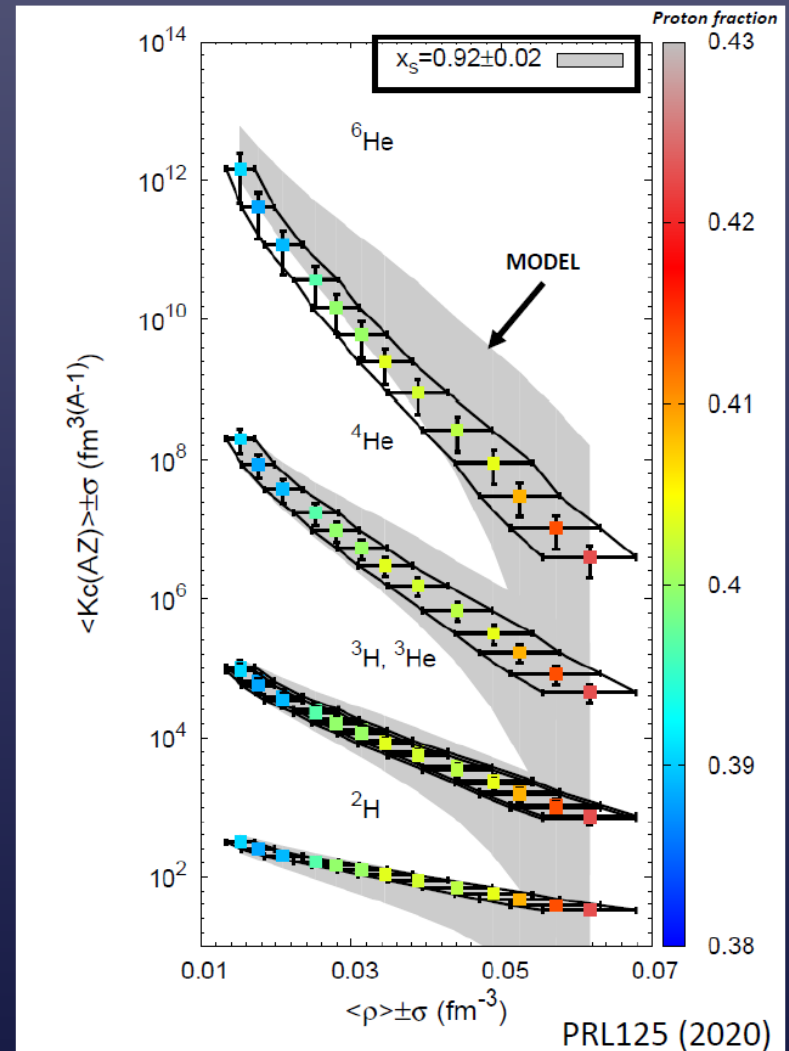 Proton fraction
x_S=0.92±0.02
⁶He
MODEL
⁴He
³H, ³He
²H
<Kc(AZ)>±σ (fm^3(A-1))
10^14
10^12
10^10
10^8
10^6
10^4
10^2
0.01
0.03
0.05
0.07
<ρ>±σ (fm⁻³)
0.43
0.42
0.41
0.4
0.39
0.38
PRL125 (2020)